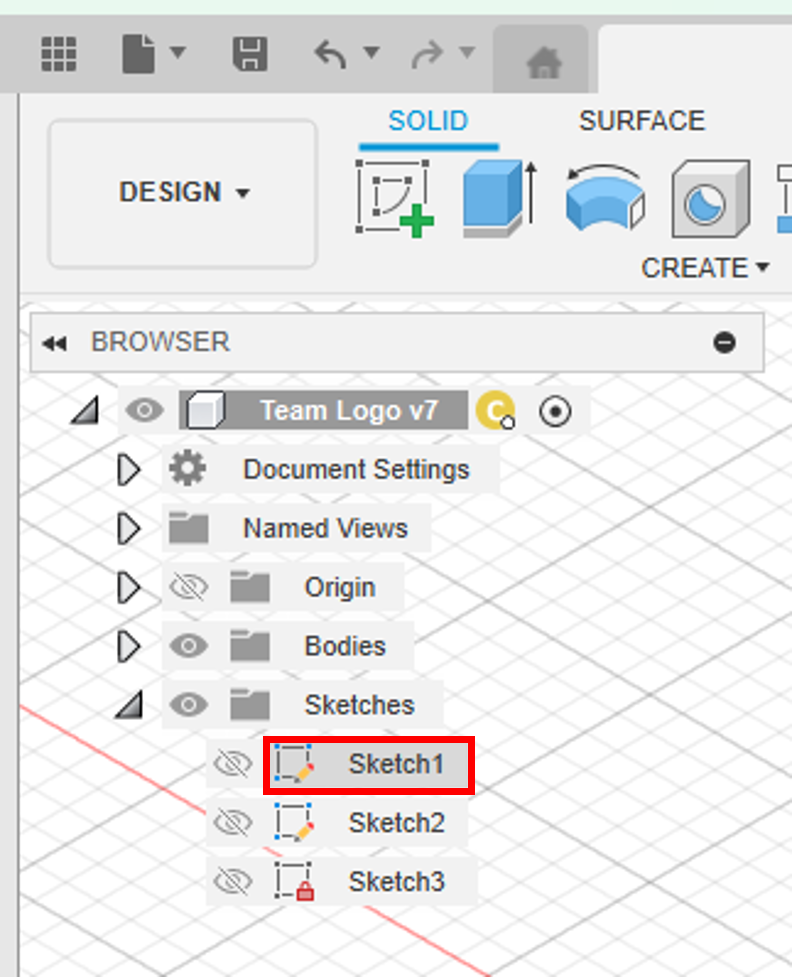 SOLID
SURFACE
DESIGN
CREATE
BROWSER
Team Logo v7
C
Document Settings
Named Views
Origin
Bodies
Sketches
Sketch1
Sketch2
Sketch3